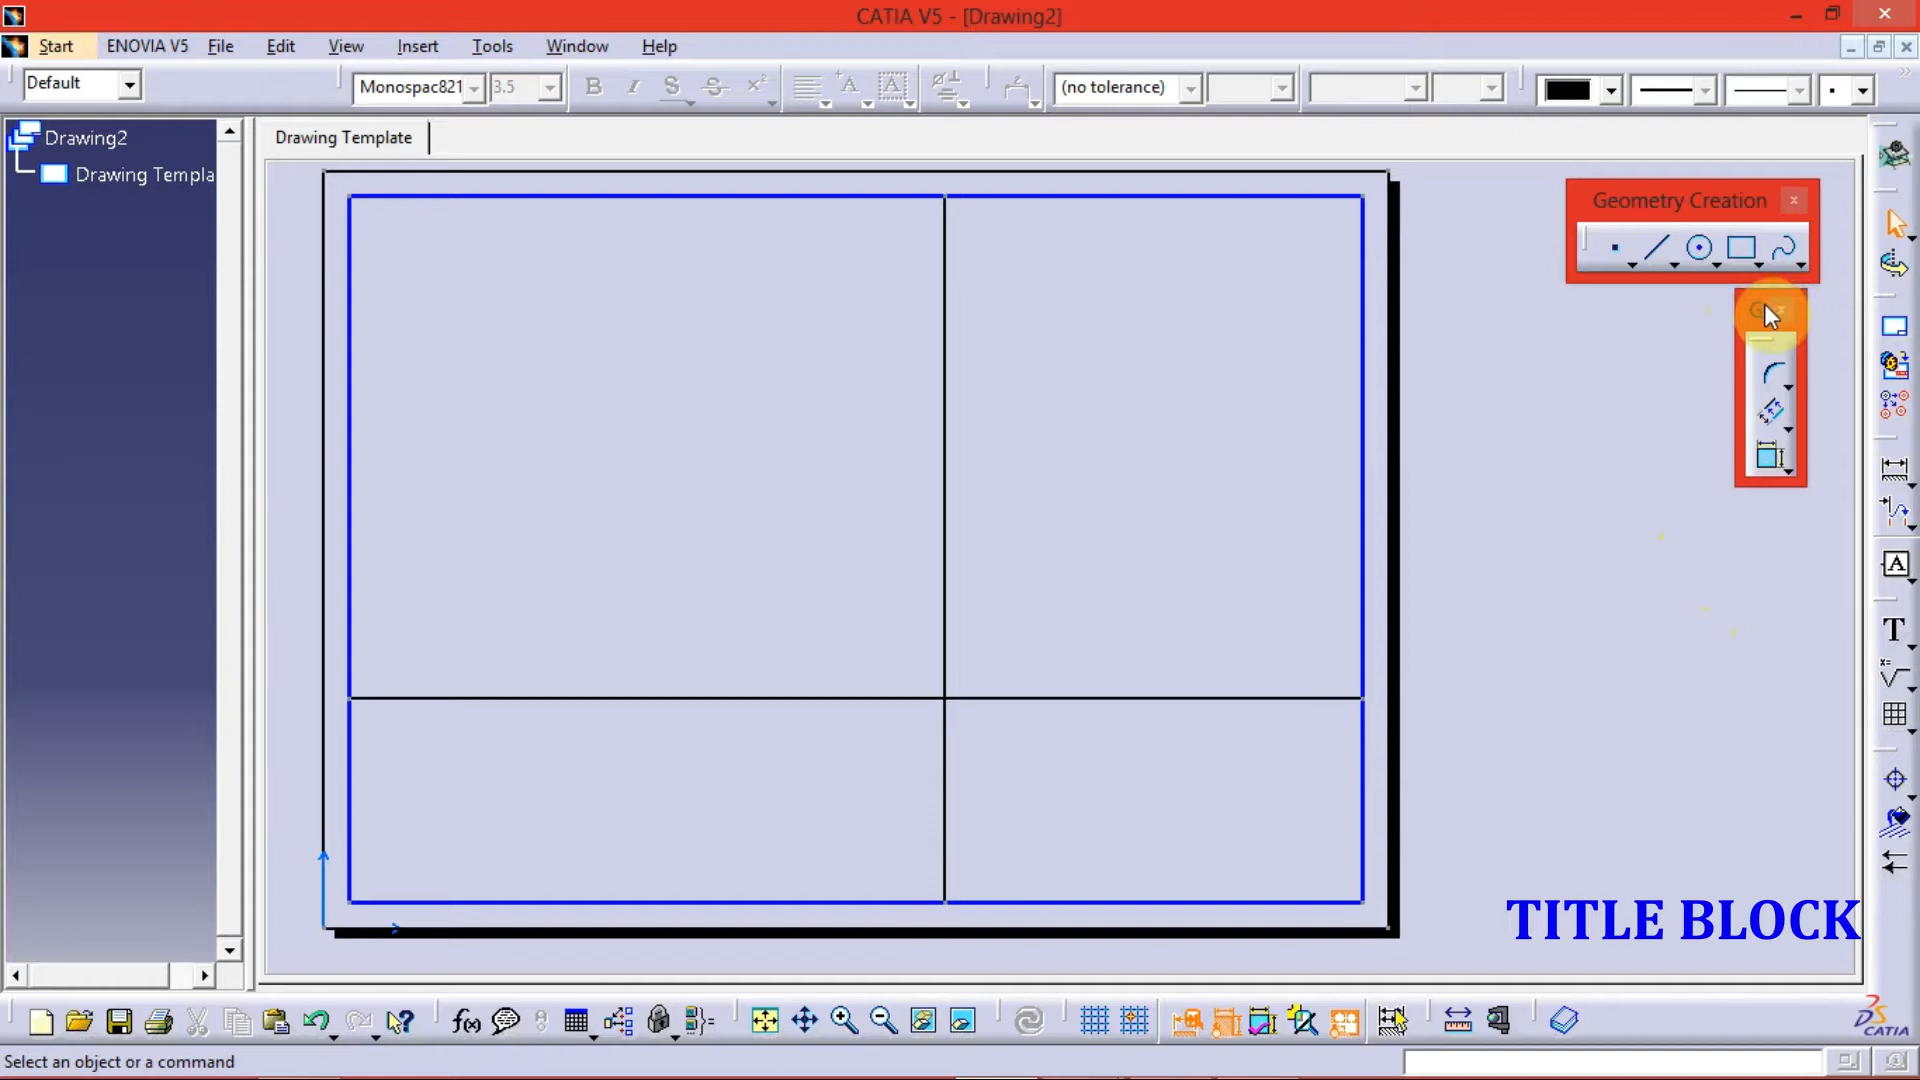 CATIA V5 - [Drawing2]
Start ENOVIA V5 File Edit View Insert Tools Window Help
Default Monospac821 3.5 B I S S x² A A (no tolerance)
Drawing2
Drawing Templa
Drawing Template
Geometry Creation
A
T
TITLE BLOCK
f(x)
CATIA
Select an object or a command